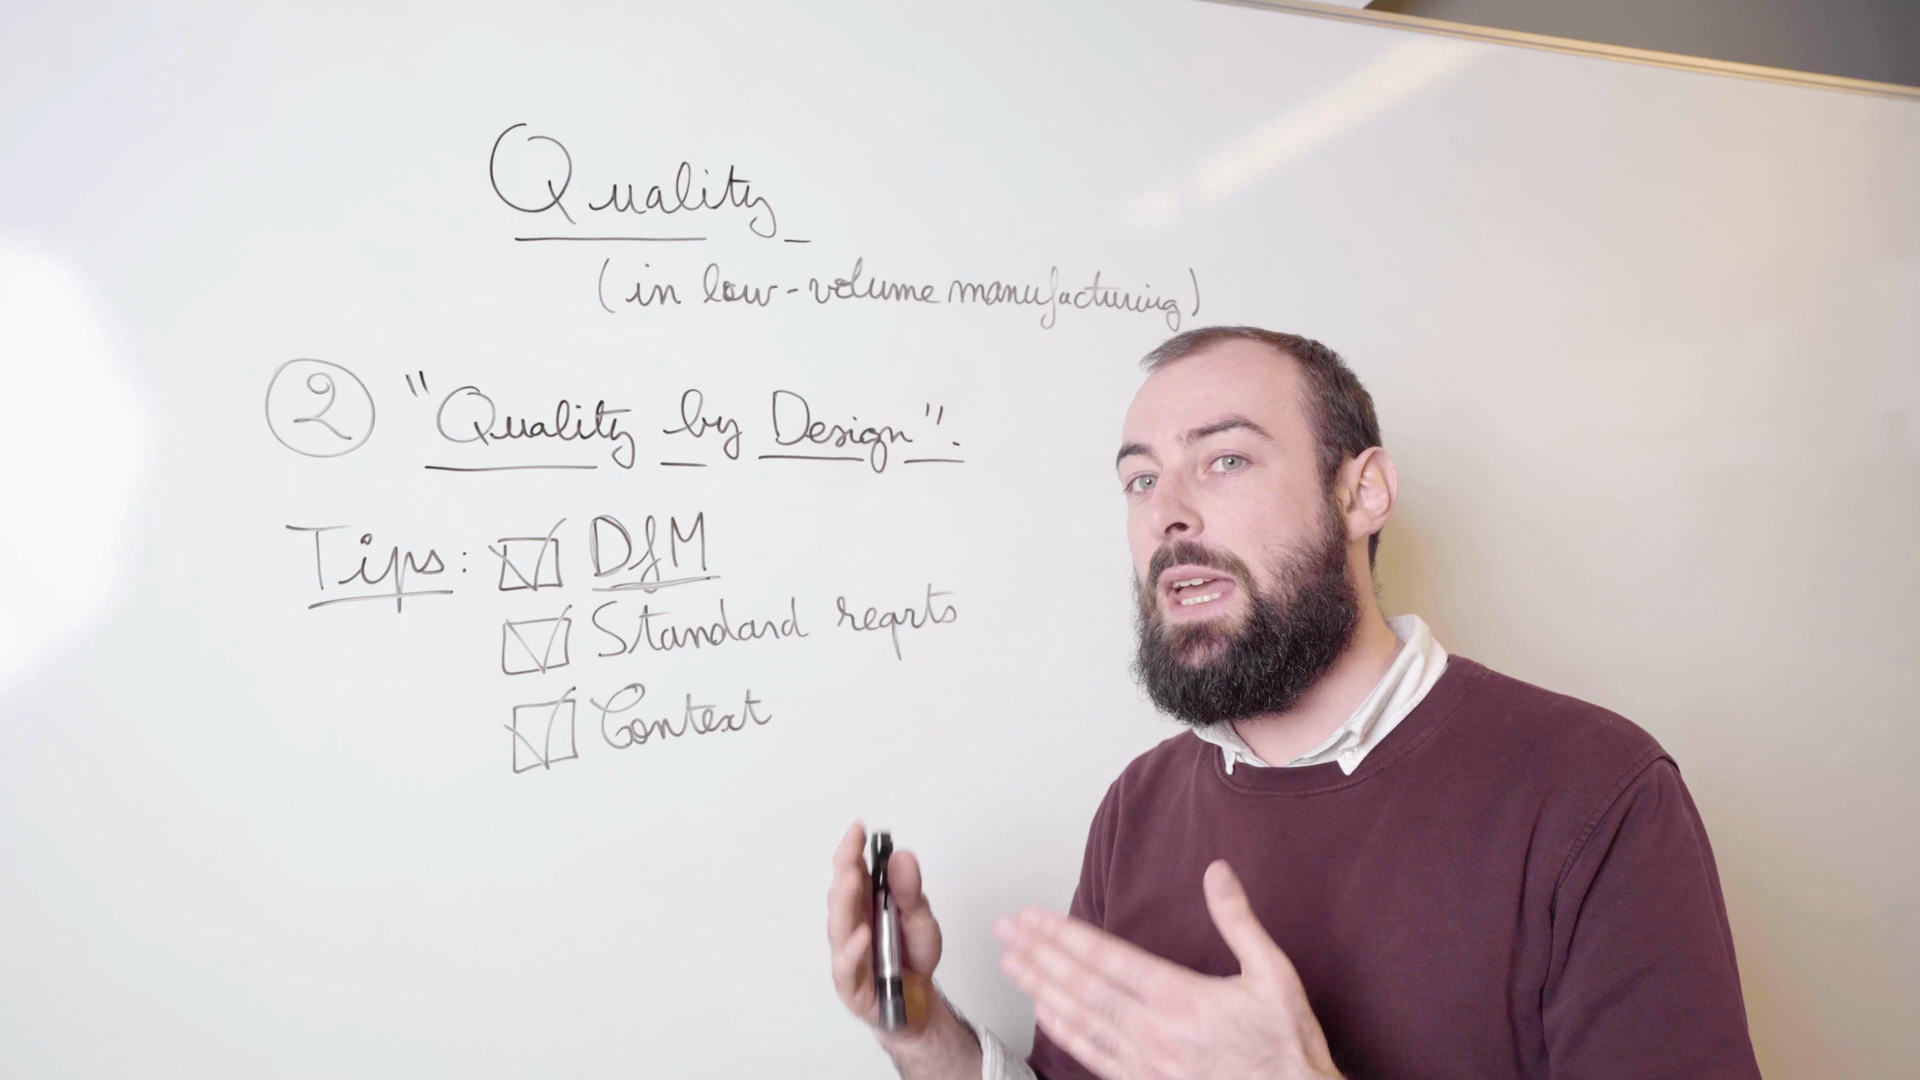 Quality
(in low-volume manufacturing)
2 "Quality by Design".
Tips: DfM
Standard reqrts
Context